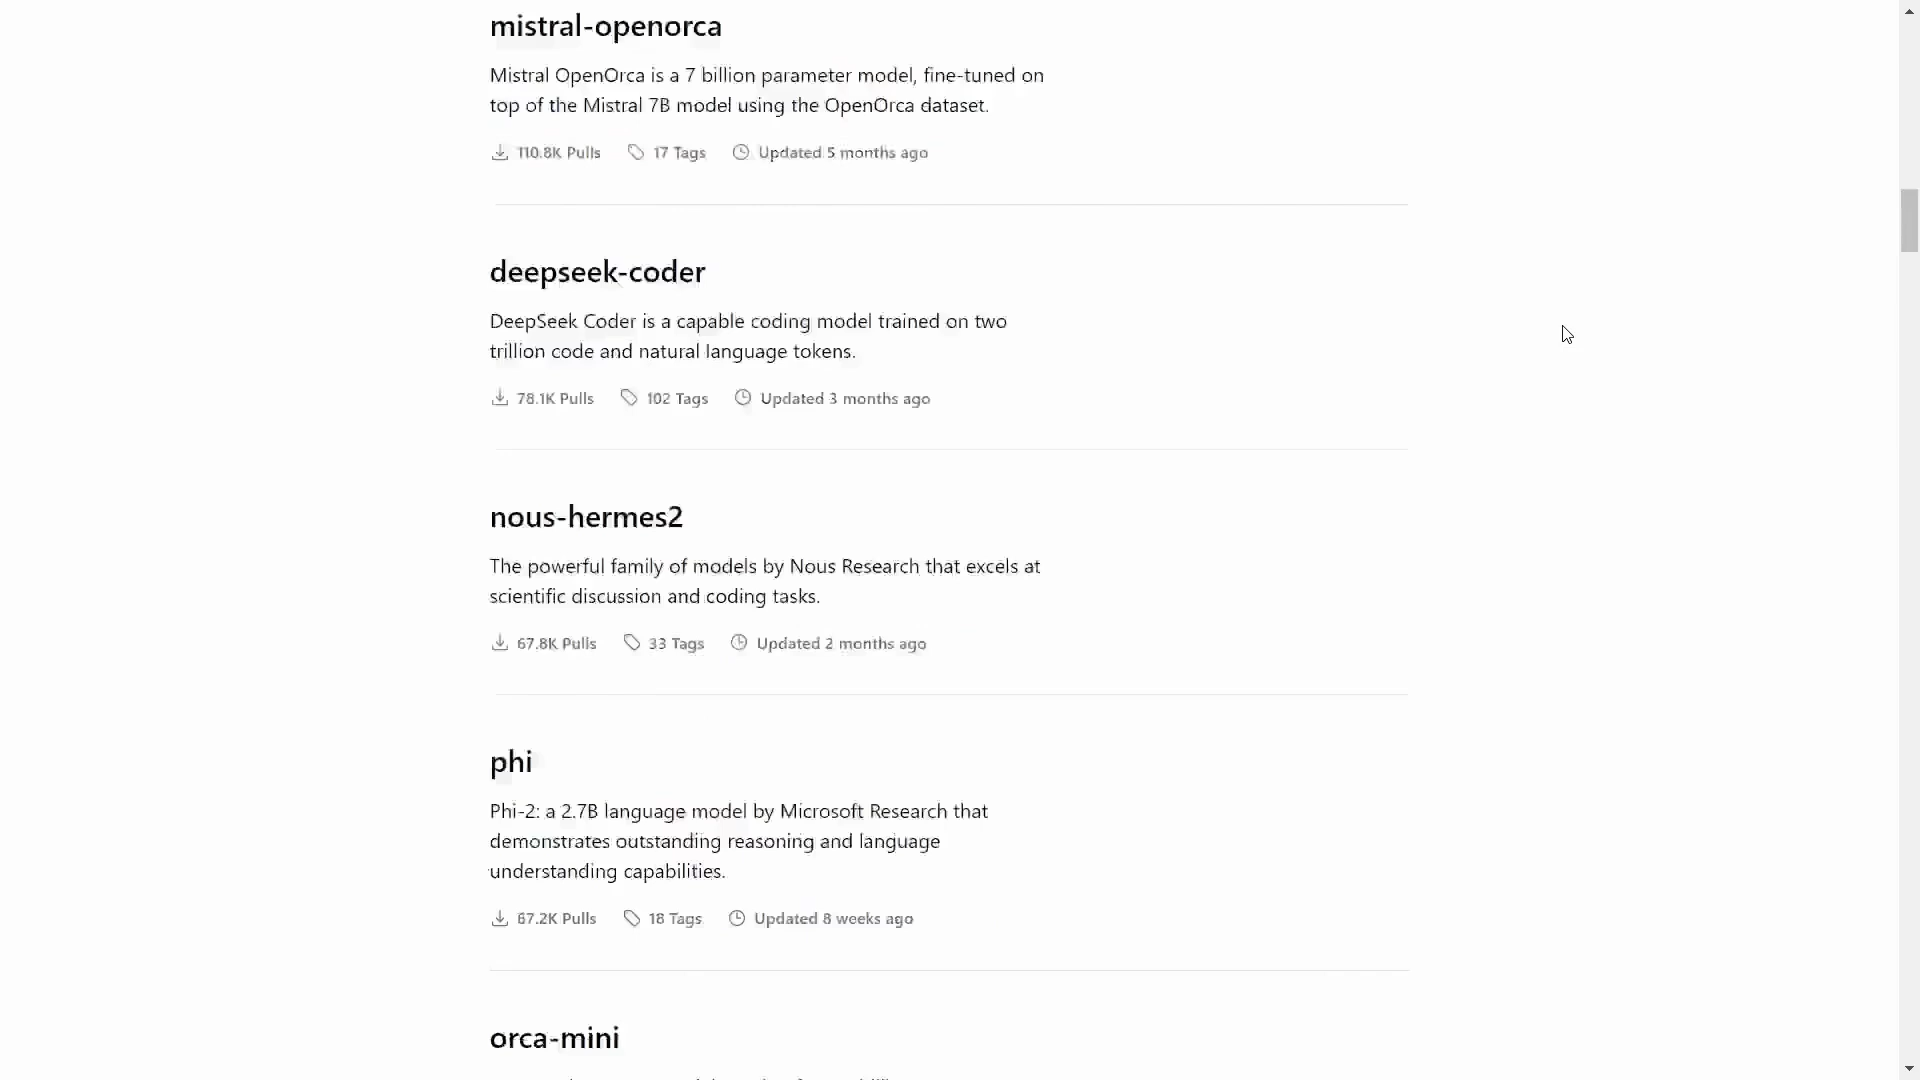 mistral-openorca
Mistral OpenOrca is a 7 billion parameter model, fine-tuned on
top of the Mistral 7B model using the OpenOrca dataset.
110.8K Pulls 17 Tags Updated 5 months ago
deepseek-coder
DeepSeek Coder is a capable coding model trained on two
trillion code and natural language tokens.
78.1K Pulls 102 Tags Updated 3 months ago
nous-hermes2
The powerful family of models by Nous Research that excels at
scientific discussion and coding tasks.
67.8K Pulls 33 Tags Updated 2 months ago
phi
Phi-2: a 2.7B language model by Microsoft Research that
demonstrates outstanding reasoning and language
understanding capabilities.
67.2K Pulls 18 Tags Updated 8 weeks ago
orca-mini